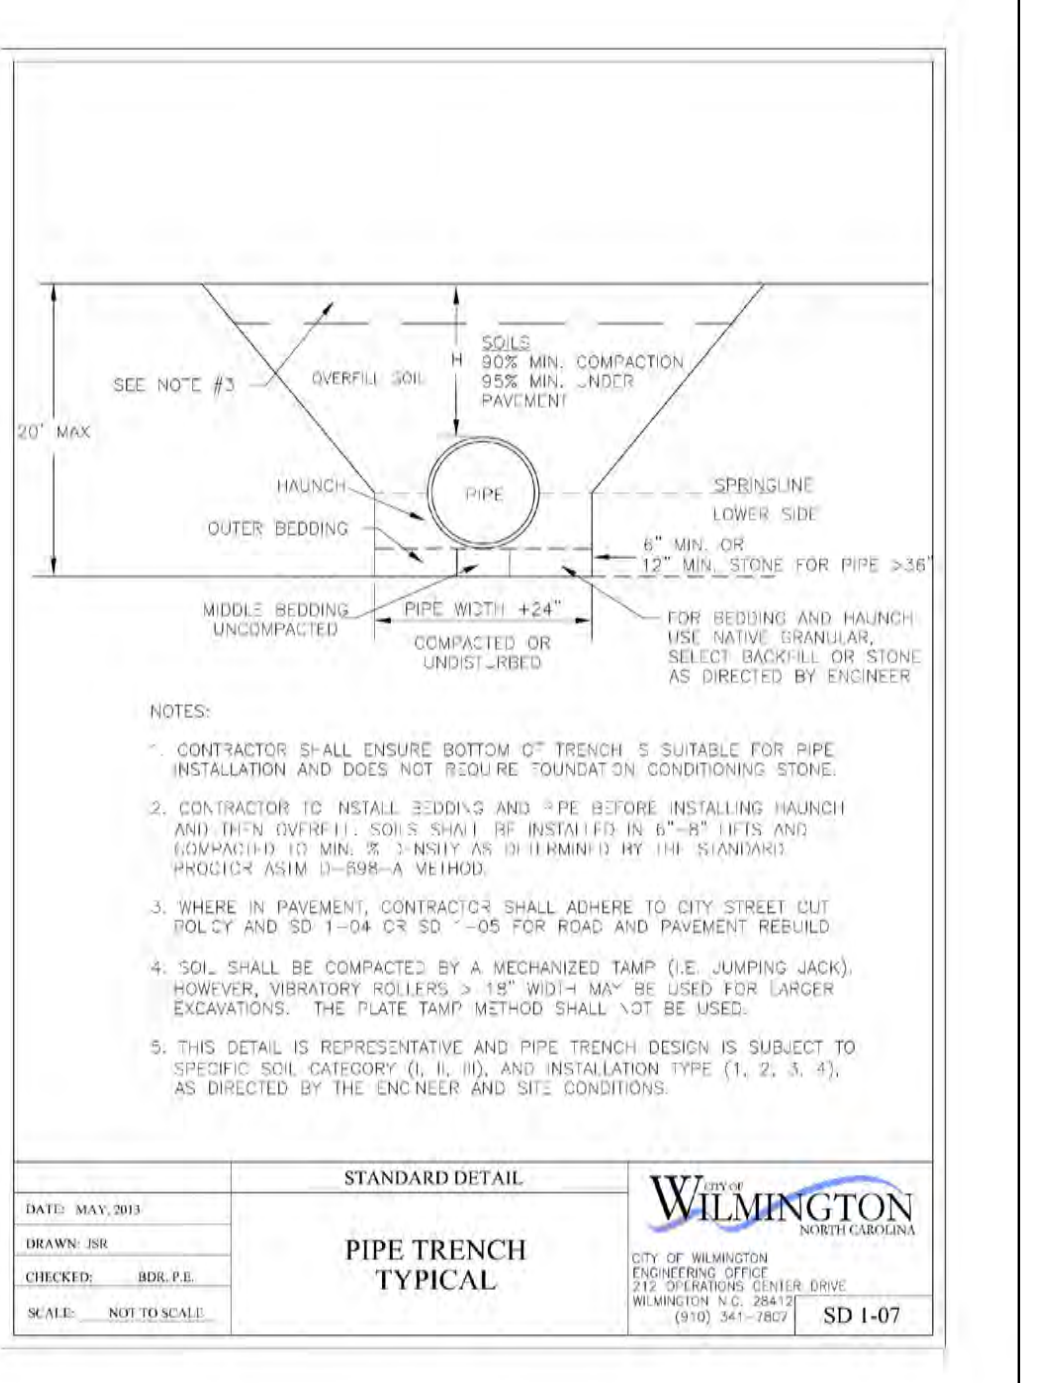 SOILS
H 90% MIN. COMPACTION
95% MIN. UNDER
PAVEMENT
SEE NOTE #3
OVERFILL SOIL
20' MAX
HAUNCH
PIPE
SPRINGLINE
LOWER SIDE
OUTER BEDDING
6" MIN. OR
12" MIN. STONE FOR PIPE >36"
MIDDLE BEDDING
UNCOMPACTED
PIPE WIDTH +24"
COMPACTED OR
UNDISTURBED
FOR BEDDING AND HAUNCH
USE NATIVE GRANULAR,
SELECT BACKFILL OR STONE
AS DIRECTED BY ENGINEER
NOTES:
1. CONTRACTOR SHALL ENSURE BOTTOM OF TRENCH IS SUITABLE FOR PIPE
INSTALLATION AND DOES NOT REQUIRE FOUNDATION CONDITIONING STONE.
2. CONTRACTOR TO INSTALL BEDDING AND PIPE BEFORE INSTALLING HAUNCH
AND THEN OVERFILL. SOILS SHALL BE INSTALLED IN 6"-8" LIFTS AND
COMPACTED TO MIN. % DENSITY AS DETERMINED BY THE STANDARD
PROCTOR ASTM D-698-A METHOD.
3. WHERE IN PAVEMENT, CONTRACTOR SHALL ADHERE TO CITY STREET CUT
POLICY AND SD 1-04 OR SD 1-05 FOR ROAD AND PAVEMENT REBUILD
4. SOIL SHALL BE COMPACTED BY A MECHANIZED TAMP (I.E. JUMPING JACK).
HOWEVER, VIBRATORY ROLLERS > 18" WIDTH MAY BE USED FOR LARGER
EXCAVATIONS. THE PLATE TAMP METHOD SHALL NOT BE USED.
5. THIS DETAIL IS REPRESENTATIVE AND PIPE TRENCH DESIGN IS SUBJECT TO
SPECIFIC SOIL CATEGORY (I, II, III), AND INSTALLATION TYPE (1, 2, 3, 4),
AS DIRECTED BY THE ENGINEER AND SITE CONDITIONS.
DATE: MAY, 2013
DRAWN: JSR
CHECKED: BDR, P.E.
SCALE: NOT TO SCALE
STANDARD DETAIL
PIPE TRENCH
TYPICAL
CITY OF
WILMINGTON
NORTH CAROLINA
CITY OF WILMINGTON
ENGINEERING OFFICE
212 OPERATIONS CENTER DRIVE
WILMINGTON N.C. 28412
(910) 341-7807
SD 1-07